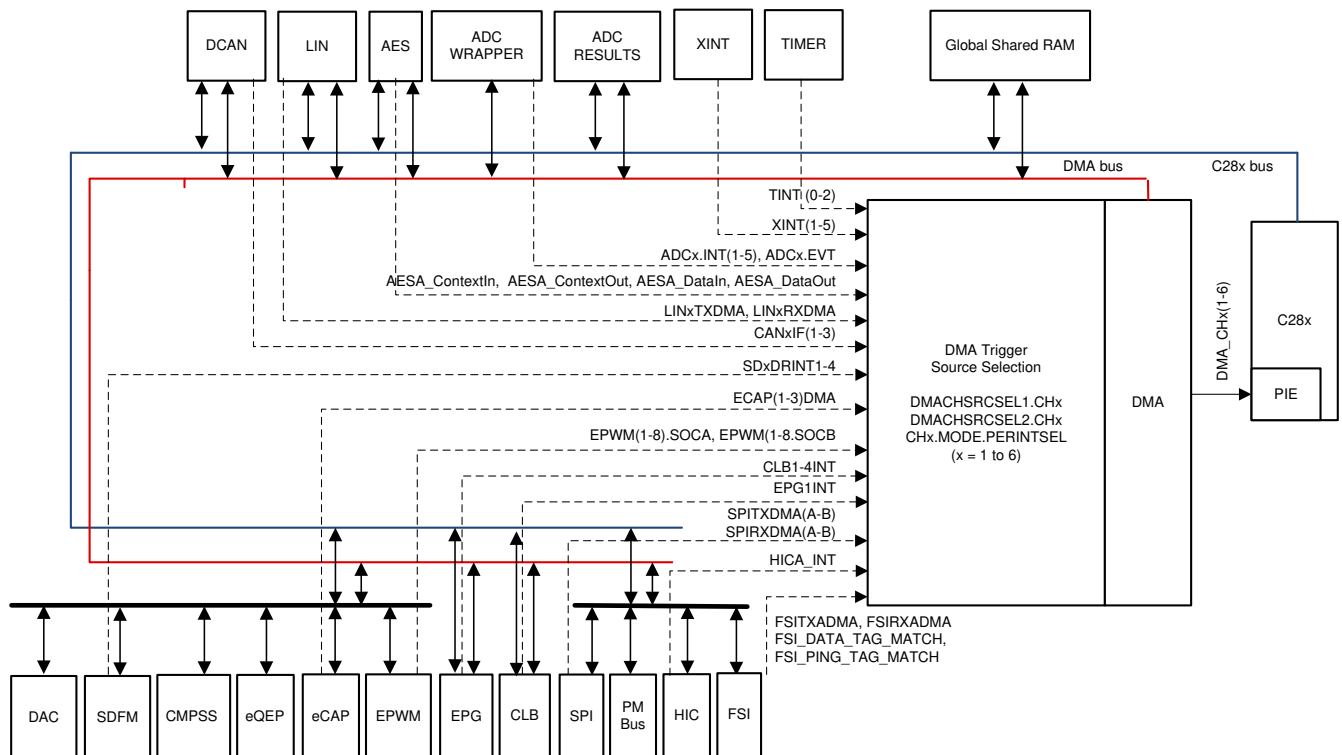 DCAN
LIN
AES
ADC
WRAPPER
ADC
RESULTS
XINT
TIMER
Global Shared RAM
DMA bus
C28x bus
TINT (0-2)
XINT(1-5)
ADCx.INT(1-5), ADCx.EVT
AESA_ContextIn, AESA_ContextOut, AESA_DataIn, AESA_DataOut
LINxTXDMA, LINxRXDMA
CANxIF(1-3)
SDxDRINT1-4
ECAP(1-3)DMA
EPWM(1-8).SOCA, EPWM(1-8.SOCB
CLB1-4INT
EPG1INT
SPITXDMA(A-B)
SPIRXDMA(A-B)
HICA_INT
FSITXADMA, FSIRXADMA
FSI_DATA_TAG_MATCH,
FSI_PING_TAG_MATCH
DMA Trigger
Source Selection
DMACHSRCSEL1.CHx
DMACHSRCSEL2.CHx
CHx.MODE.PERINTSEL
(x = 1 to 6)
DMA
DMA_CHx(1-6)
C28x
PIE
DAC
SDFM
CMPSS
eQEP
eCAP
EPWM
EPG
CLB
SPI
PM
Bus
HIC
FSI